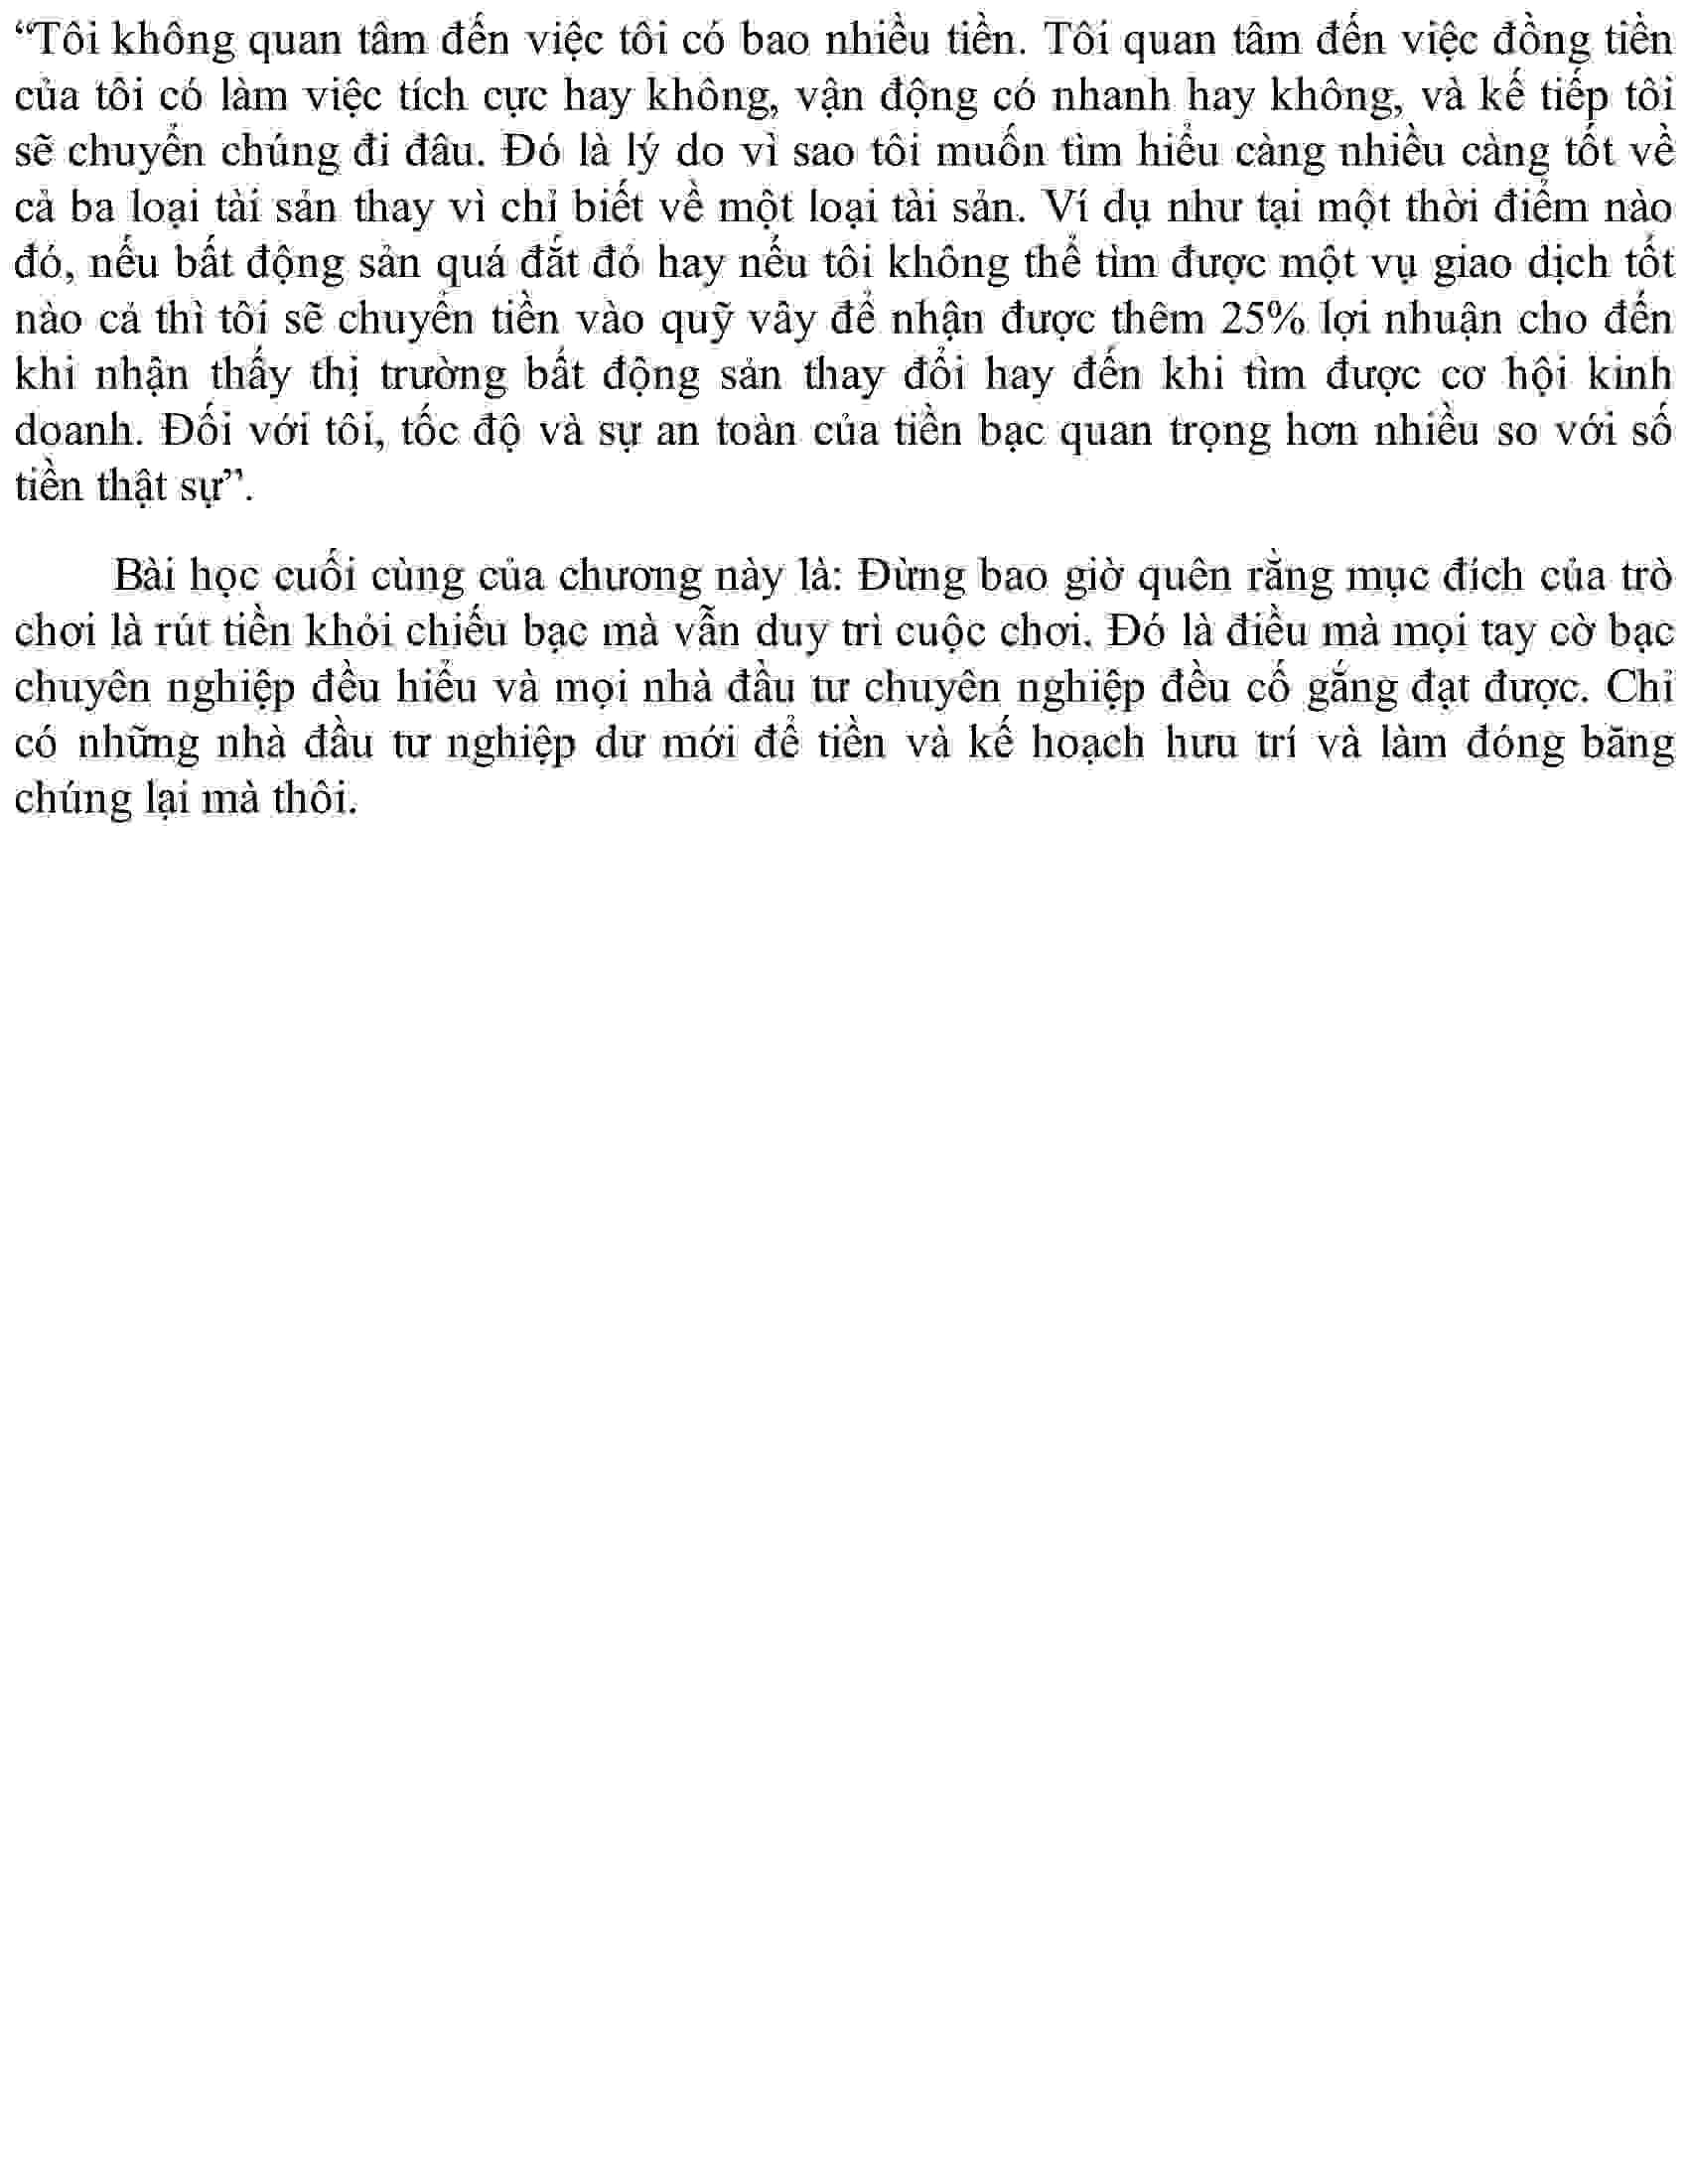 “Tôi không quan tâm đến việc tôi có bao nhiều tiền. Tôi quan tâm đến việc đồng tiền
của tôi có làm việc tích cực hay không, vận động có nhanh hay không, và kế tiếp tôi
sẽ chuyển chúng đi đâu. Đó là lý do vì sao tôi muốn tìm hiểu càng nhiều càng tốt về
cả ba loại tài sản thay vì chỉ biết về một loại tài sản. Ví dụ như tại một thời điểm nào
đó, nếu bất động sản quá đắt đỏ hay nếu tôi không thể tìm được một vụ giao dịch tốt
nào cả thì tôi sẽ chuyển tiền vào quỹ vây để nhận được thêm 25% lợi nhuận cho đến
khi nhận thấy thị trường bất động sản thay đổi hay đến khi tìm được cơ hội kinh
doanh. Đối với tôi, tốc độ và sự an toàn của tiền bạc quan trọng hơn nhiều so với số
tiền thật sự”.
Bài học cuối cùng của chương này là: Đừng bao giờ quên rằng mục đích của trò
chơi là rút tiền khỏi chiếu bạc mà vẫn duy trì cuộc chơi. Đó là điều mà mọi tay cờ bạc
chuyên nghiệp đều hiểu và mọi nhà đầu tư chuyên nghiệp đều cố gắng đạt được. Chỉ
có những nhà đầu tư nghiệp dư mới để tiền và kế hoạch hưu trí và làm đóng băng
chúng lại mà thôi.